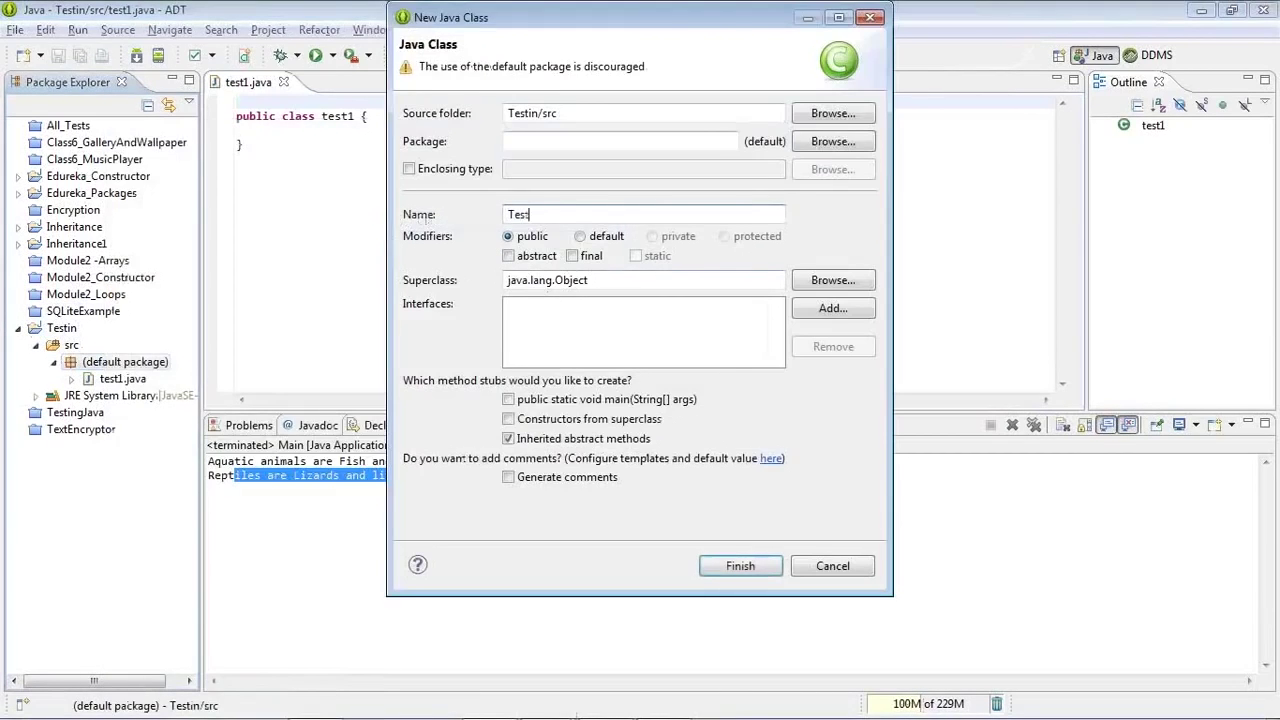 Java - Testin/src/test1.java - ADT
File Edit Run Source Navigate Search Project Refactor Windo
Java DDMS
Package Explorer
All_Tests
Class6_GalleryAndWallpaper
Class6_MusicPlayer
Edureka_Constructor
Edureka_Packages
Encryption
Inheritance
Inheritance1
Module2 -Arrays
Module2_Constructor
Module2_Loops
SQLiteExample
Testin
src
(default package)
test1.java
JRE System Library [JavaSE-
TestingJava
TextEncryptor
test1.java
public class test1 {
}
New Java Class
Java Class
The use of the default package is discouraged.
Source folder: Testin/src Browse...
Package: (default) Browse...
Enclosing type: Browse...
Name: Test
Modifiers: public default private protected
abstract final static
Superclass: java.lang.Object Browse...
Interfaces: Add...
Remove
Which method stubs would you like to create?
public static void main(String[] args)
Constructors from superclass
Inherited abstract methods
Do you want to add comments? (Configure templates and default value here)
Generate comments
? Finish Cancel
Outline
test1
Problems @ Javadoc Decl
<terminated> Main [Java Application
Aquatic animals are Fish an
Reptiles are Lizards and li
(default package) - Testin/src
100M of 229M